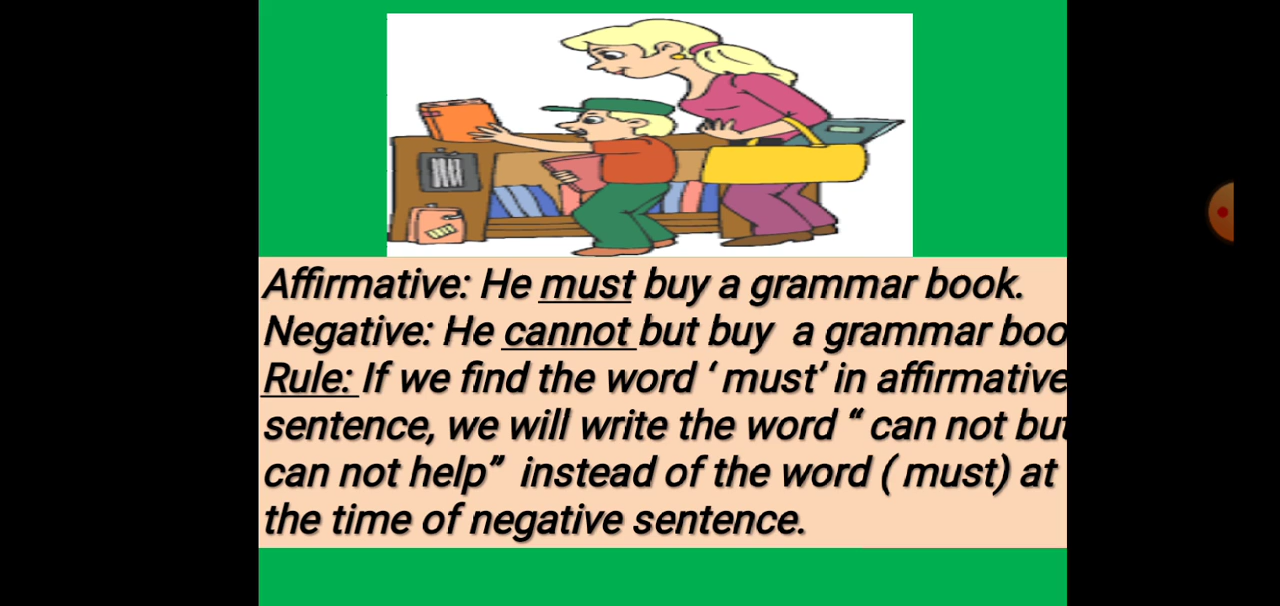 Affirmative: He must buy a grammar book.
Negative: He cannot but buy a grammar boo
Rule: If we find the word ‘ must’ in affirmative
sentence, we will write the word “ can not but
can not help” instead of the word ( must) at
the time of negative sentence.